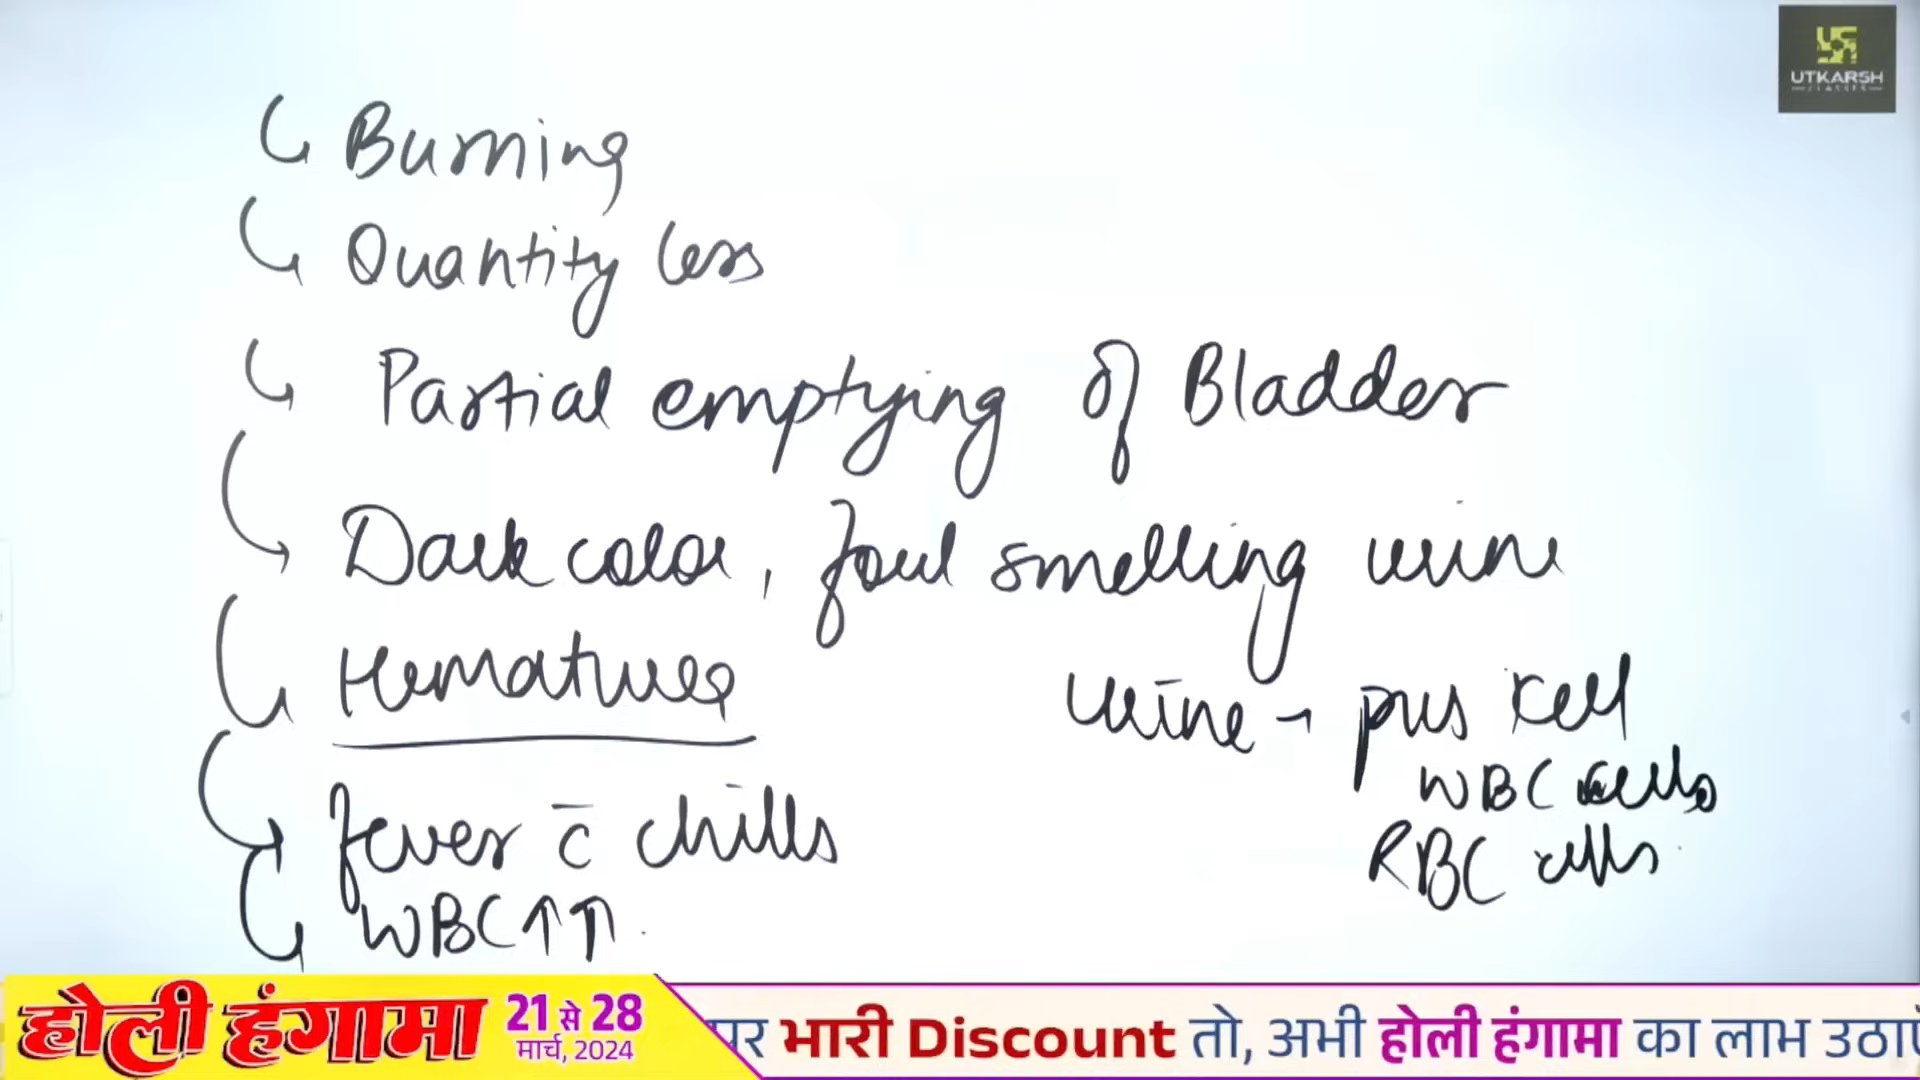 UTKARSH
CLASSES
Burning
Quantity less
Partial emptying of Bladder
Dark color, foul smelling urine
Hematuria
urine → pus cell
WBC cells
RBC cells
fever c̄ chills
WBC ↑↑
होली हंगामा 21 से 28 मार्च, 2024
पर भारी Discount तो, अभी होली हंगामा का लाभ उठाएं